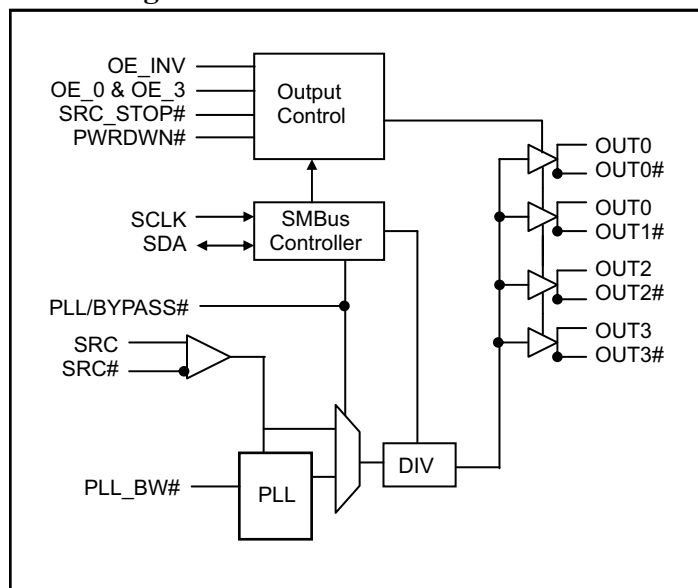 OE_INV
OE_0 & OE_3
SRC_STOP#
PWRDWN#
Output
Control
OUT0
OUT0#
OUT0
OUT1#
OUT2
OUT2#
OUT3
OUT3#
SCLK
SDA
SMBus
Controller
PLL/BYPASS#
SRC
SRC#
PLL_BW#
PLL
DIV